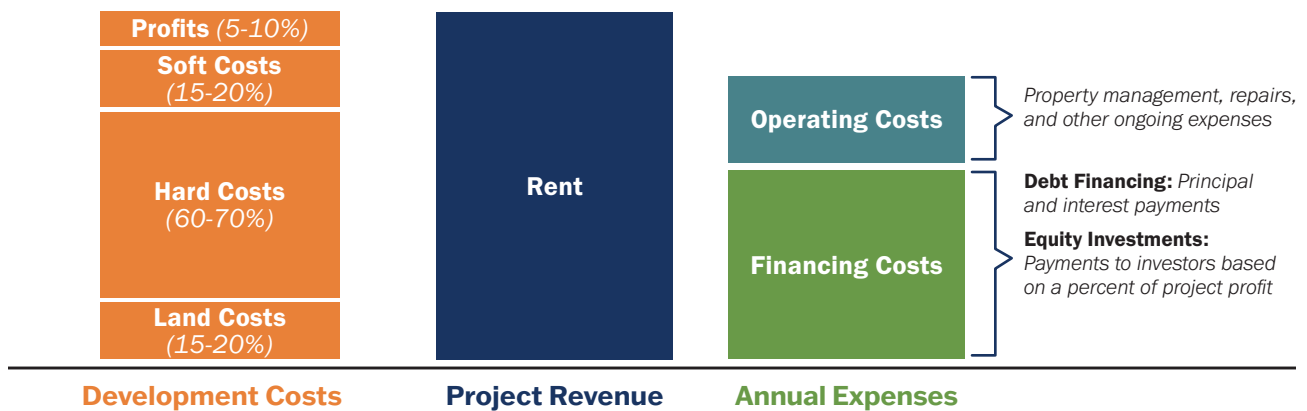 Profits (5-10%)
Soft Costs
(15-20%)
Hard Costs
(60-70%)
Land Costs
(15-20%)
Development Costs
Rent
Project Revenue
Operating Costs
Financing Costs
Annual Expenses
Property management, repairs,
and other ongoing expenses
Debt Financing: Principal
and interest payments
Equity Investments:
Payments to investors based
on a percent of project profit